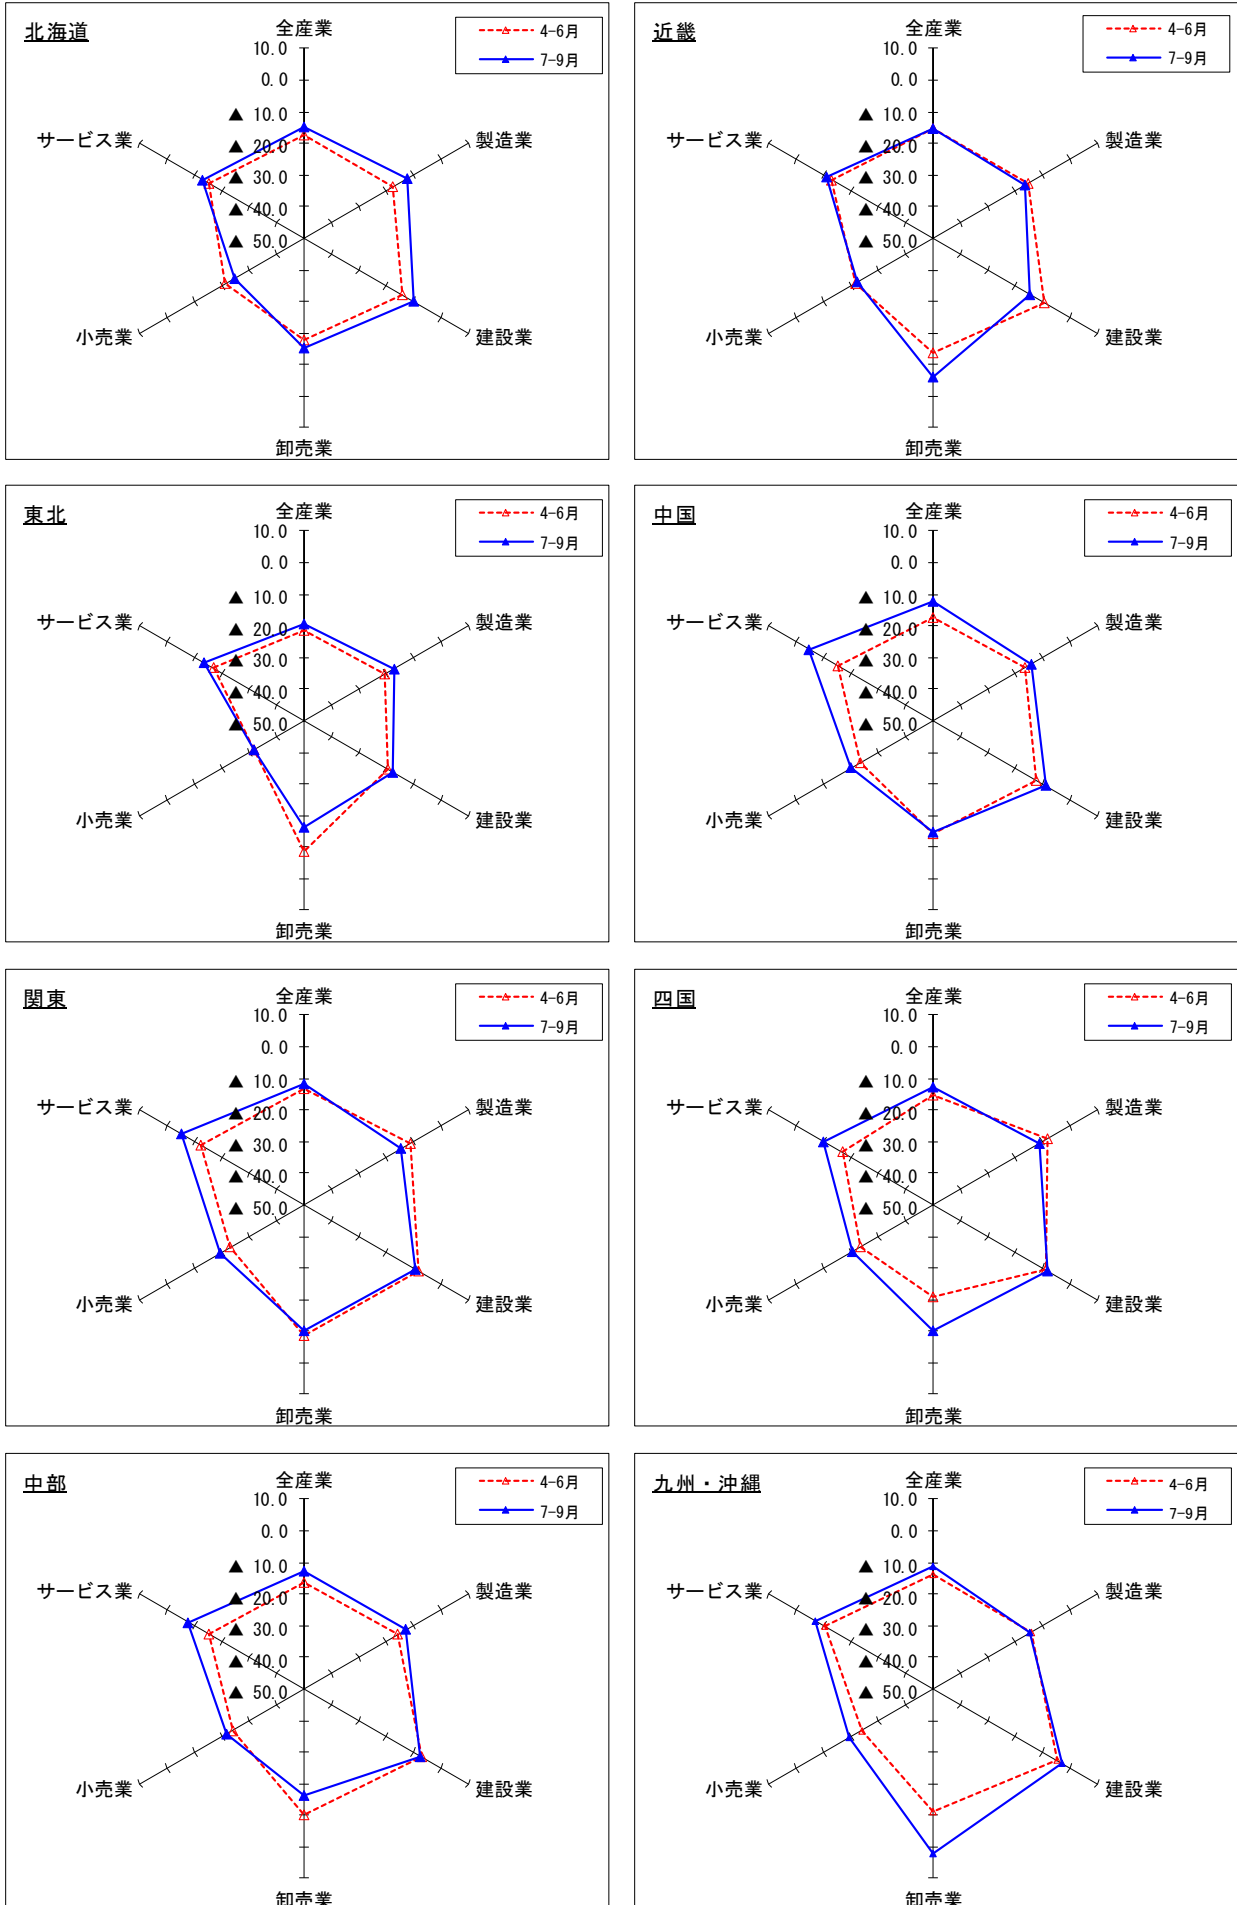 北海道
全産業
4-6月
7-9月
10.0
0.0
▲ 10.0
▲ 20.0
▲ 30.0
▲ 40.0
▲ 50.0
サービス業
製造業
小売業
建設業
卸売業
近畿
全産業
4-6月
7-9月
10.0
0.0
▲ 10.0
▲ 20.0
▲ 30.0
▲ 40.0
▲ 50.0
サービス業
製造業
小売業
建設業
卸売業
東北
全産業
4-6月
7-9月
10.0
0.0
▲ 10.0
▲ 20.0
▲ 30.0
▲ 40.0
▲ 50.0
サービス業
製造業
小売業
建設業
卸売業
中国
全産業
4-6月
7-9月
10.0
0.0
▲ 10.0
▲ 20.0
▲ 30.0
▲ 40.0
▲ 50.0
サービス業
製造業
小売業
建設業
卸売業
関東
全産業
4-6月
7-9月
10.0
0.0
▲ 10.0
▲ 20.0
▲ 30.0
▲ 40.0
▲ 50.0
サービス業
製造業
小売業
建設業
卸売業
四国
全産業
4-6月
7-9月
10.0
0.0
▲ 10.0
▲ 20.0
▲ 30.0
▲ 40.0
▲ 50.0
サービス業
製造業
小売業
建設業
卸売業
中部
全産業
4-6月
7-9月
10.0
0.0
▲ 10.0
▲ 20.0
▲ 30.0
▲ 40.0
▲ 50.0
サービス業
製造業
小売業
建設業
卸売業
九州・沖縄
全産業
4-6月
7-9月
10.0
0.0
▲ 10.0
▲ 20.0
▲ 30.0
▲ 40.0
▲ 50.0
サービス業
製造業
小売業
建設業
卸売業